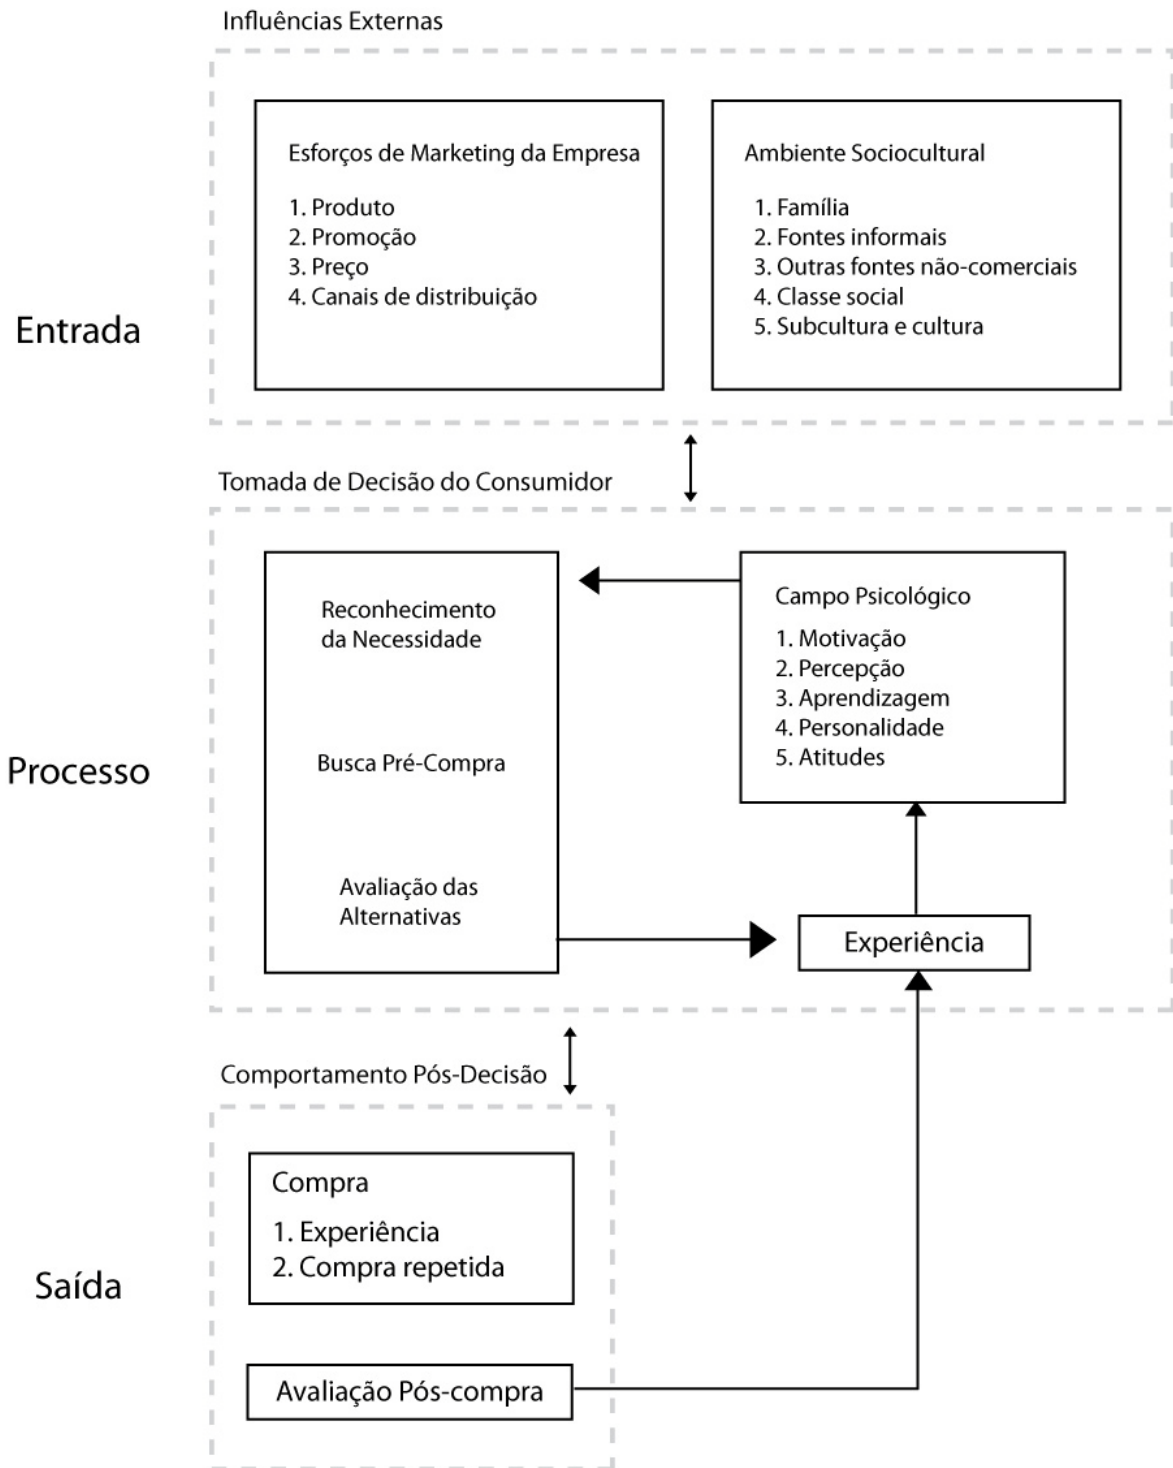 Influências Externas
Esforços de Marketing da Empresa
1. Produto
2. Promoção
3. Preço
4. Canais de distribuição
Ambiente Sociocultural
1. Família
2. Fontes informais
3. Outras fontes não-comerciais
4. Classe social
5. Subcultura e cultura
Entrada
Tomada de Decisão do Consumidor
Reconhecimento
da Necessidade
Busca Pré-Compra
Avaliação das
Alternativas
Campo Psicológico
1. Motivação
2. Percepção
3. Aprendizagem
4. Personalidade
5. Atitudes
Experiência
Processo
Comportamento Pós-Decisão
Compra
1. Experiência
2. Compra repetida
Saída
Avaliação Pós-compra